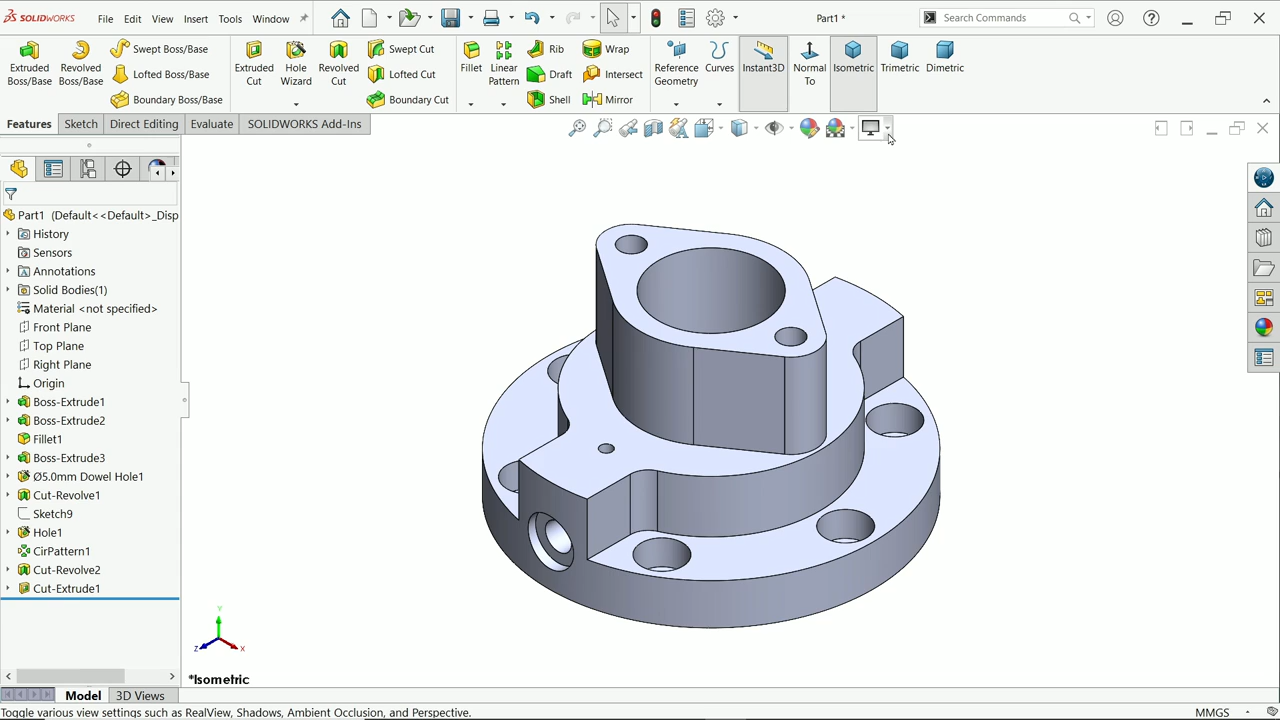 SOLIDWORKS
File
Edit
View
Insert
Tools
Window
Part1 *
Search Commands
Extruded Boss/Base
Revolved Boss/Base
Swept Boss/Base
Lofted Boss/Base
Boundary Boss/Base
Extruded Cut
Hole Wizard
Revolved Cut
Swept Cut
Lofted Cut
Boundary Cut
Fillet
Linear Pattern
Rib
Draft
Shell
Wrap
Intersect
Mirror
Reference Geometry
Curves
Instant3D
Normal To
Isometric
Trimetric
Dimetric
Features
Sketch
Direct Editing
Evaluate
SOLIDWORKS Add-Ins
Part1 (Default<<Default>_Disp
History
Sensors
Annotations
Solid Bodies(1)
Material <not specified>
Front Plane
Top Plane
Right Plane
Origin
Boss-Extrude1
Boss-Extrude2
Fillet1
Boss-Extrude3
Ø5.0mm Dowel Hole1
Cut-Revolve1
Sketch9
Hole1
CirPattern1
Cut-Revolve2
Cut-Extrude1
Y
Z
X
*Isometric
Model
3D Views
Toggle various view settings such as RealView, Shadows, Ambient Occlusion, and Perspective.
MMGS